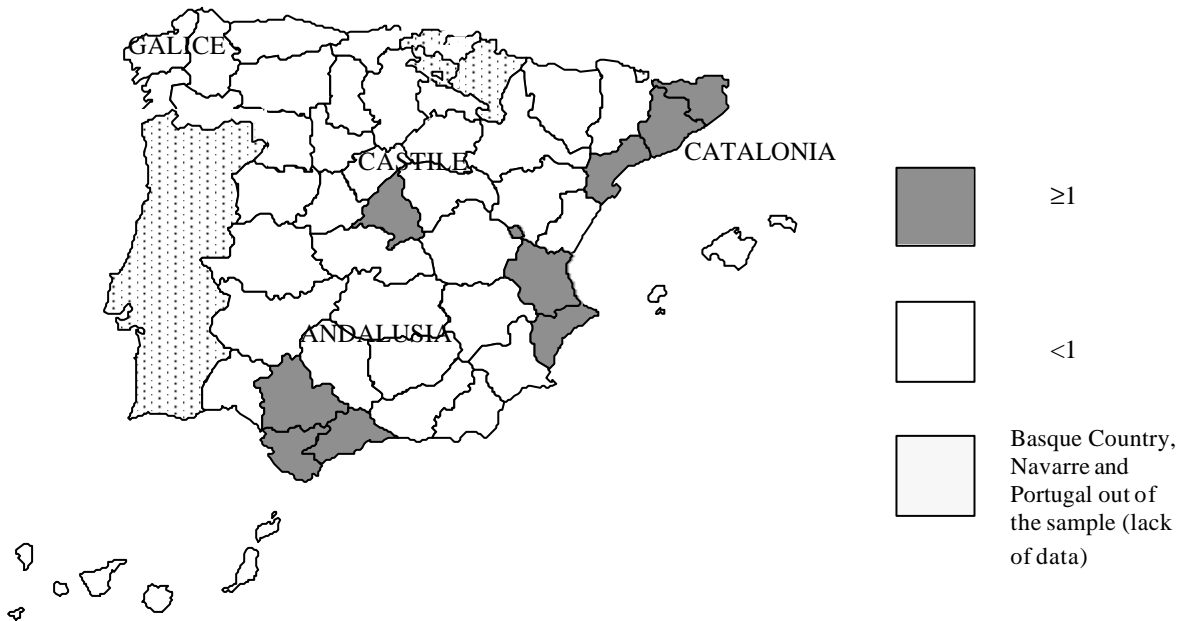 GALICE
CASTILE
CATALONIA
ANDALUSIA
≥1
<1
Basque Country,
Navarre and
Portugal out of
the sample (lack
of data)